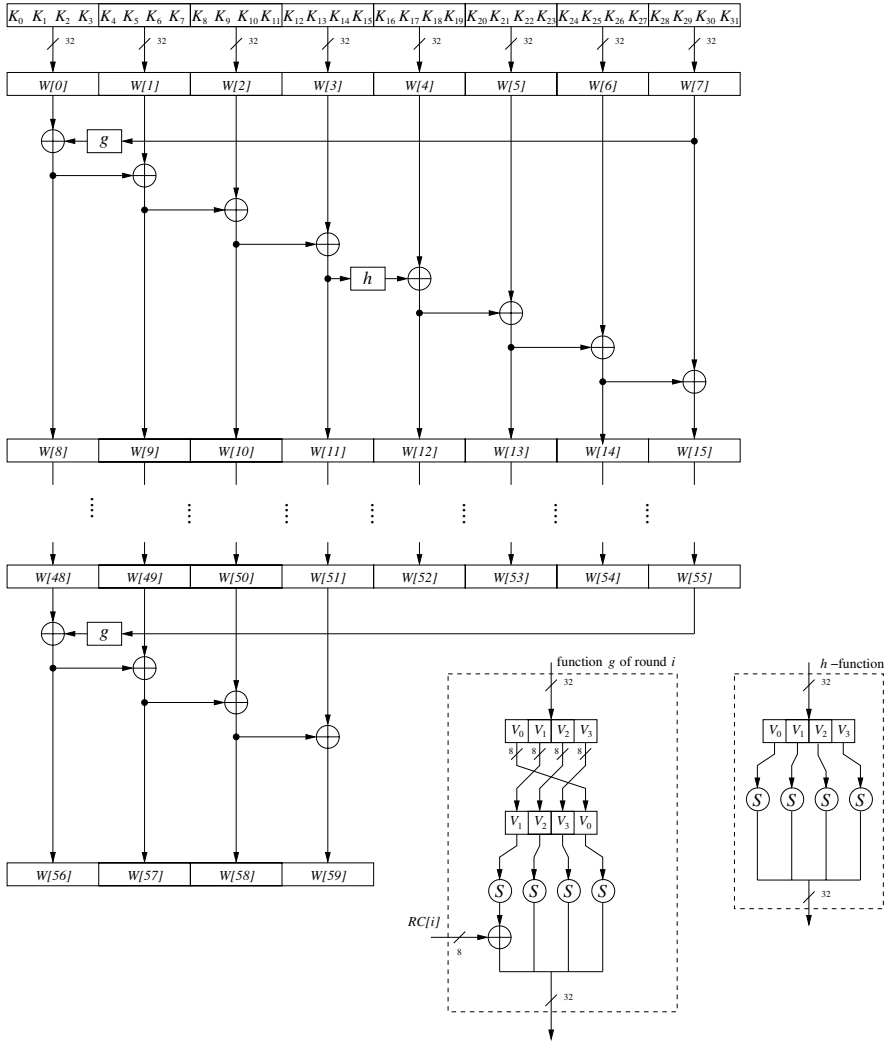 K0 K1 K2 K3 K4 K5 K6 K7 K8 K9 K10 K11 K12 K13 K14 K15 K16 K17 K18 K19 K20 K21 K22 K23 K24 K25 K26 K27 K28 K29 K30 K31
32 32 32 32 32 32 32 32
W[0] W[1] W[2] W[3] W[4] W[5] W[6] W[7]
g
h
W[8] W[9] W[10] W[11] W[12] W[13] W[14] W[15]
W[48] W[49] W[50] W[51] W[52] W[53] W[54] W[55]
g
W[56] W[57] W[58] W[59]
function g of round i
32
V0 V1 V2 V3
8 8 8 8
V1 V2 V3 V0
S S S S
RC[i]
8
32
h –function
32
V0 V1 V2 V3
S S S S
32